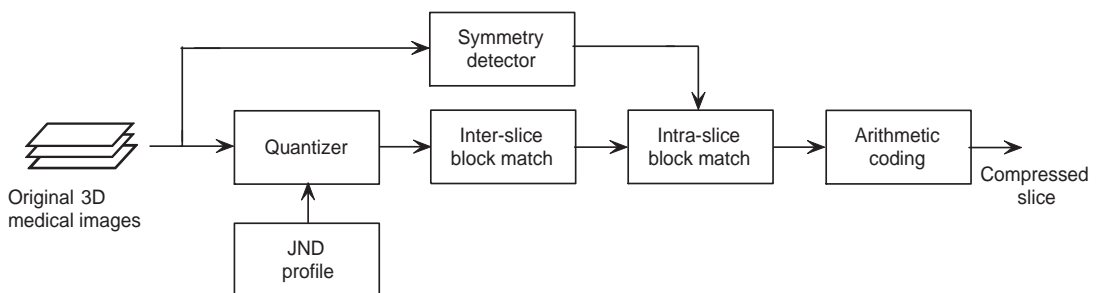 Symmetry
detector
Quantizer
Inter-slice
block match
Intra-slice
block match
Arithmetic
coding
Original 3D
medical images
Compressed
slice
JND
profile